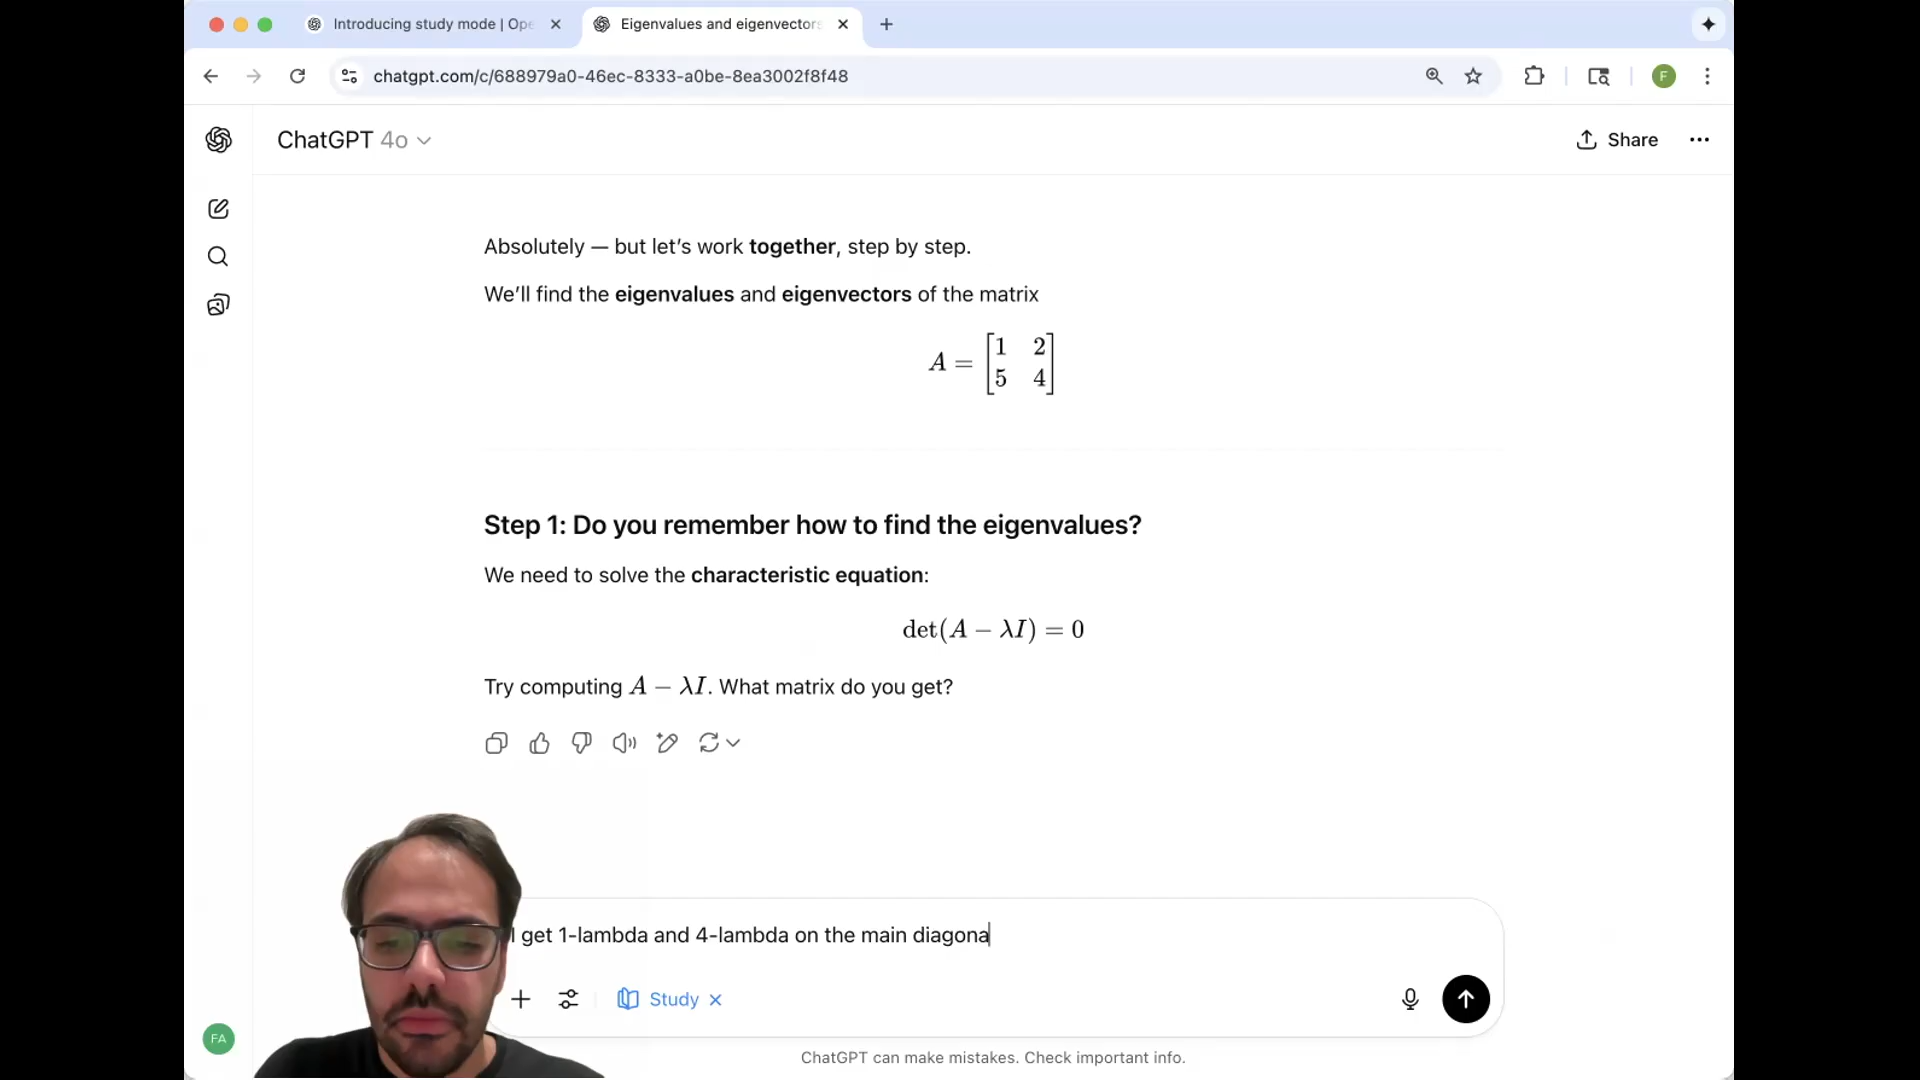 Introducing study mode | Ope
Eigenvalues and eigenvectors
chatgpt.com/c/688979a0-46ec-8333-a0be-8ea3002f8f48
F
ChatGPT 4o
Share
Absolutely — but let's work together, step by step.
We'll find the eigenvalues and eigenvectors of the matrix
A = [1 2
5 4]
Step 1: Do you remember how to find the eigenvalues?
We need to solve the characteristic equation:
det(A − λI) = 0
Try computing A − λI. What matrix do you get?
I get 1-lambda and 4-lambda on the main diagona
Study
FA
ChatGPT can make mistakes. Check important info.